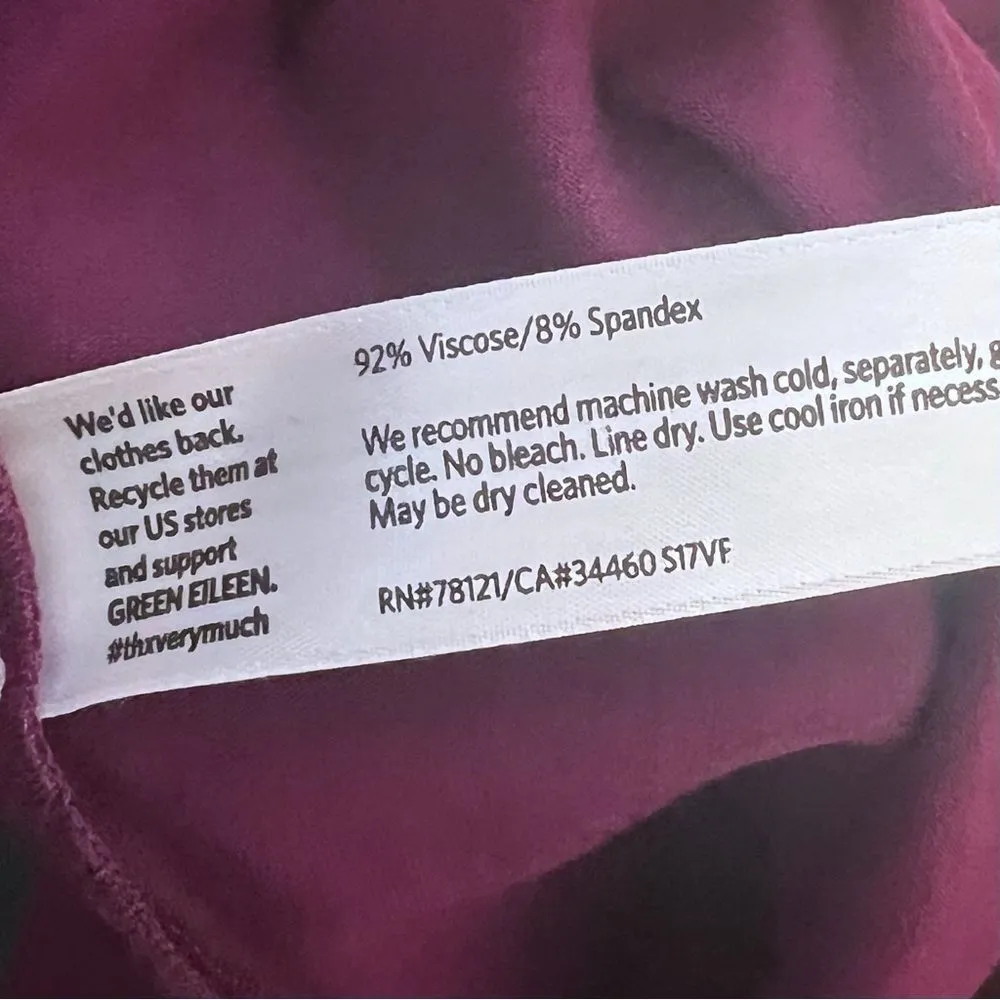 We'd like our
clothes back.
Recycle them at
our US stores
and support
GREEN EILEEN.
#thxverymuch
92% Viscose/8% Spandex
We recommend machine wash cold, separately, g
cycle. No bleach. Line dry. Use cool iron if necess
May be dry cleaned.
RN#78121/CA#34460 S17VF